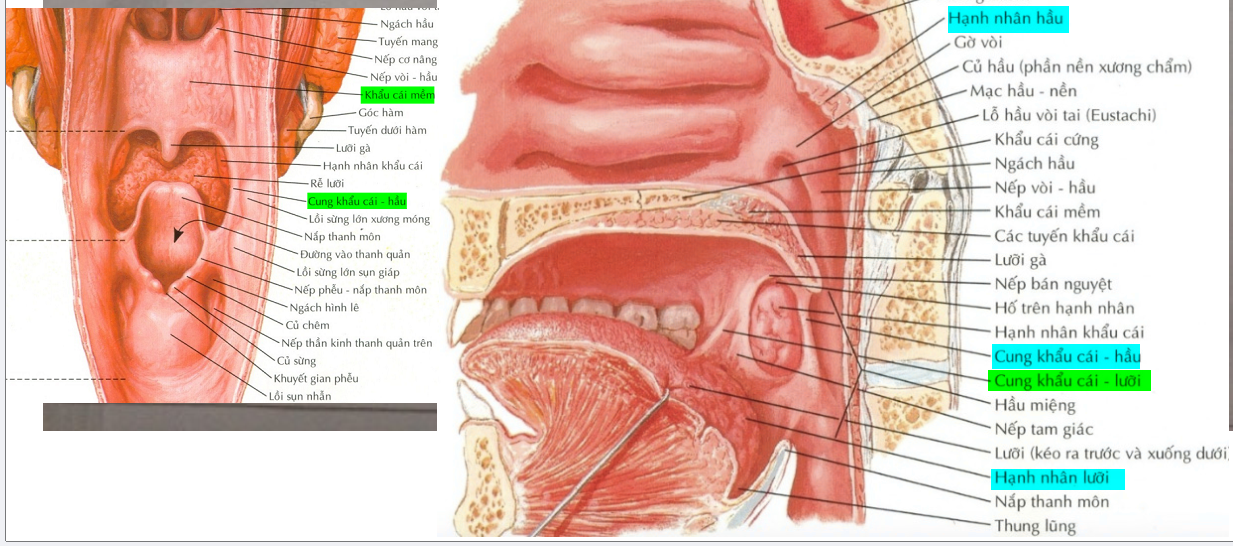 Ngách hầu
Tuyến mang
Nếp cơ nâng
Nếp vòi - hầu
Khẩu cái mềm
Góc hàm
Tuyến dưới hàm
Lưỡi gà
Hạnh nhân khẩu cái
Rễ lưỡi
Cung khẩu cái - hầu
Lồi sừng lớn xương móng
Nắp thanh môn
Đường vào thanh quản
Lồi sừng lớn sụn giáp
Nếp phễu - nắp thanh môn
Ngách hình lê
Củ chêm
Nếp thần kinh thanh quản trên
Củ sừng
Khuyết gian phễu
Lồi sụn nhẫn
Hạnh nhân hầu
Gờ vòi
Củ hầu (phần nền xương chẩm)
Mạc hầu - nền
Lỗ hầu vòi tai (Eustachi)
Khẩu cái cứng
Ngách hầu
Nếp vòi - hầu
Khẩu cái mềm
Các tuyến khẩu cái
Lưỡi gà
Nếp bán nguyệt
Hố trên hạnh nhân
Hạnh nhân khẩu cái
Cung khẩu cái - hầu
Cung khẩu cái - lưỡi
Hầu miệng
Nếp tam giác
Lưỡi (kéo ra trước và xuống dưới)
Hạnh nhân lưỡi
Nắp thanh môn
Thung lũng